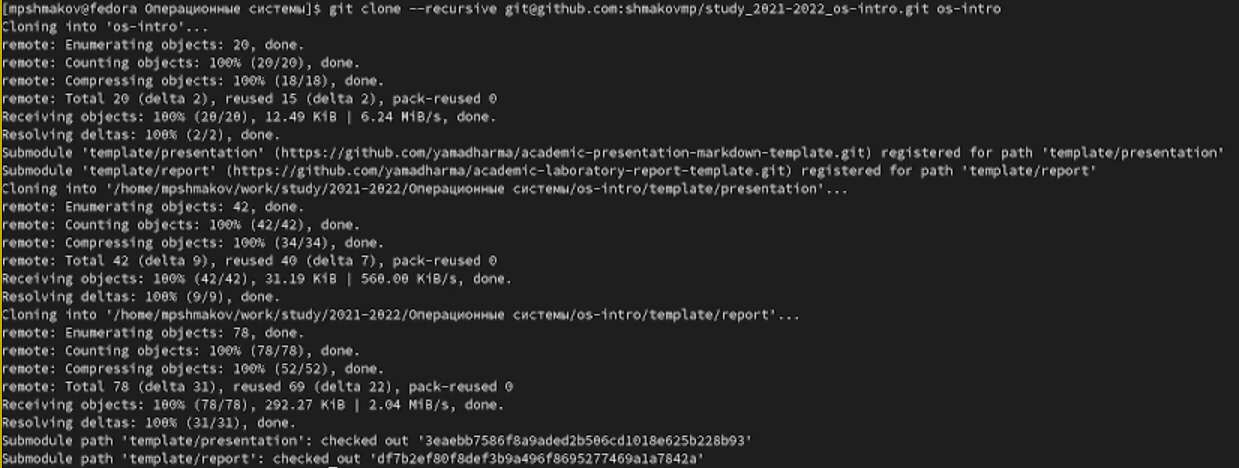 [mpshmakov@fedora Операционные системы]$ git clone --recursive git@github.com:shmakovmp/study_2021-2022_os-intro.git os-intro
Cloning into 'os-intro'...
remote: Enumerating objects: 20, done.
remote: Counting objects: 100% (20/20), done.
remote: Compressing objects: 100% (18/18), done.
remote: Total 20 (delta 2), reused 15 (delta 2), pack-reused 0
Receiving objects: 100% (20/20), 12.49 KiB | 6.24 MiB/s, done.
Resolving deltas: 100% (2/2), done.
Submodule 'template/presentation' (https://github.com/yamadharma/academic-presentation-markdown-template.git) registered for path 'template/presentation'
Submodule 'template/report' (https://github.com/yamadharma/academic-laboratory-report-template.git) registered for path 'template/report'
Cloning into '/home/mpshmakov/work/study/2021-2022/Операционные системы/os-intro/template/presentation'...
remote: Enumerating objects: 42, done.
remote: Counting objects: 100% (42/42), done.
remote: Compressing objects: 100% (34/34), done.
remote: Total 42 (delta 9), reused 40 (delta 7), pack-reused 0
Receiving objects: 100% (42/42), 31.19 KiB | 560.00 KiB/s, done.
Resolving deltas: 100% (9/9), done.
Cloning into '/home/mpshmakov/work/study/2021-2022/Операционные системы/os-intro/template/report'...
remote: Enumerating objects: 78, done.
remote: Counting objects: 100% (78/78), done.
remote: Compressing objects: 100% (52/52), done.
remote: Total 78 (delta 31), reused 69 (delta 22), pack-reused 0
Receiving objects: 100% (78/78), 292.27 KiB | 2.04 MiB/s, done.
Resolving deltas: 100% (31/31), done.
Submodule path 'template/presentation': checked out '3eaebb7586f8a9aded2b506cd1018e625b228b93'
Submodule path 'template/report': checked out 'df7b2ef80f8def3b9a496f8695277469a1a7842a'